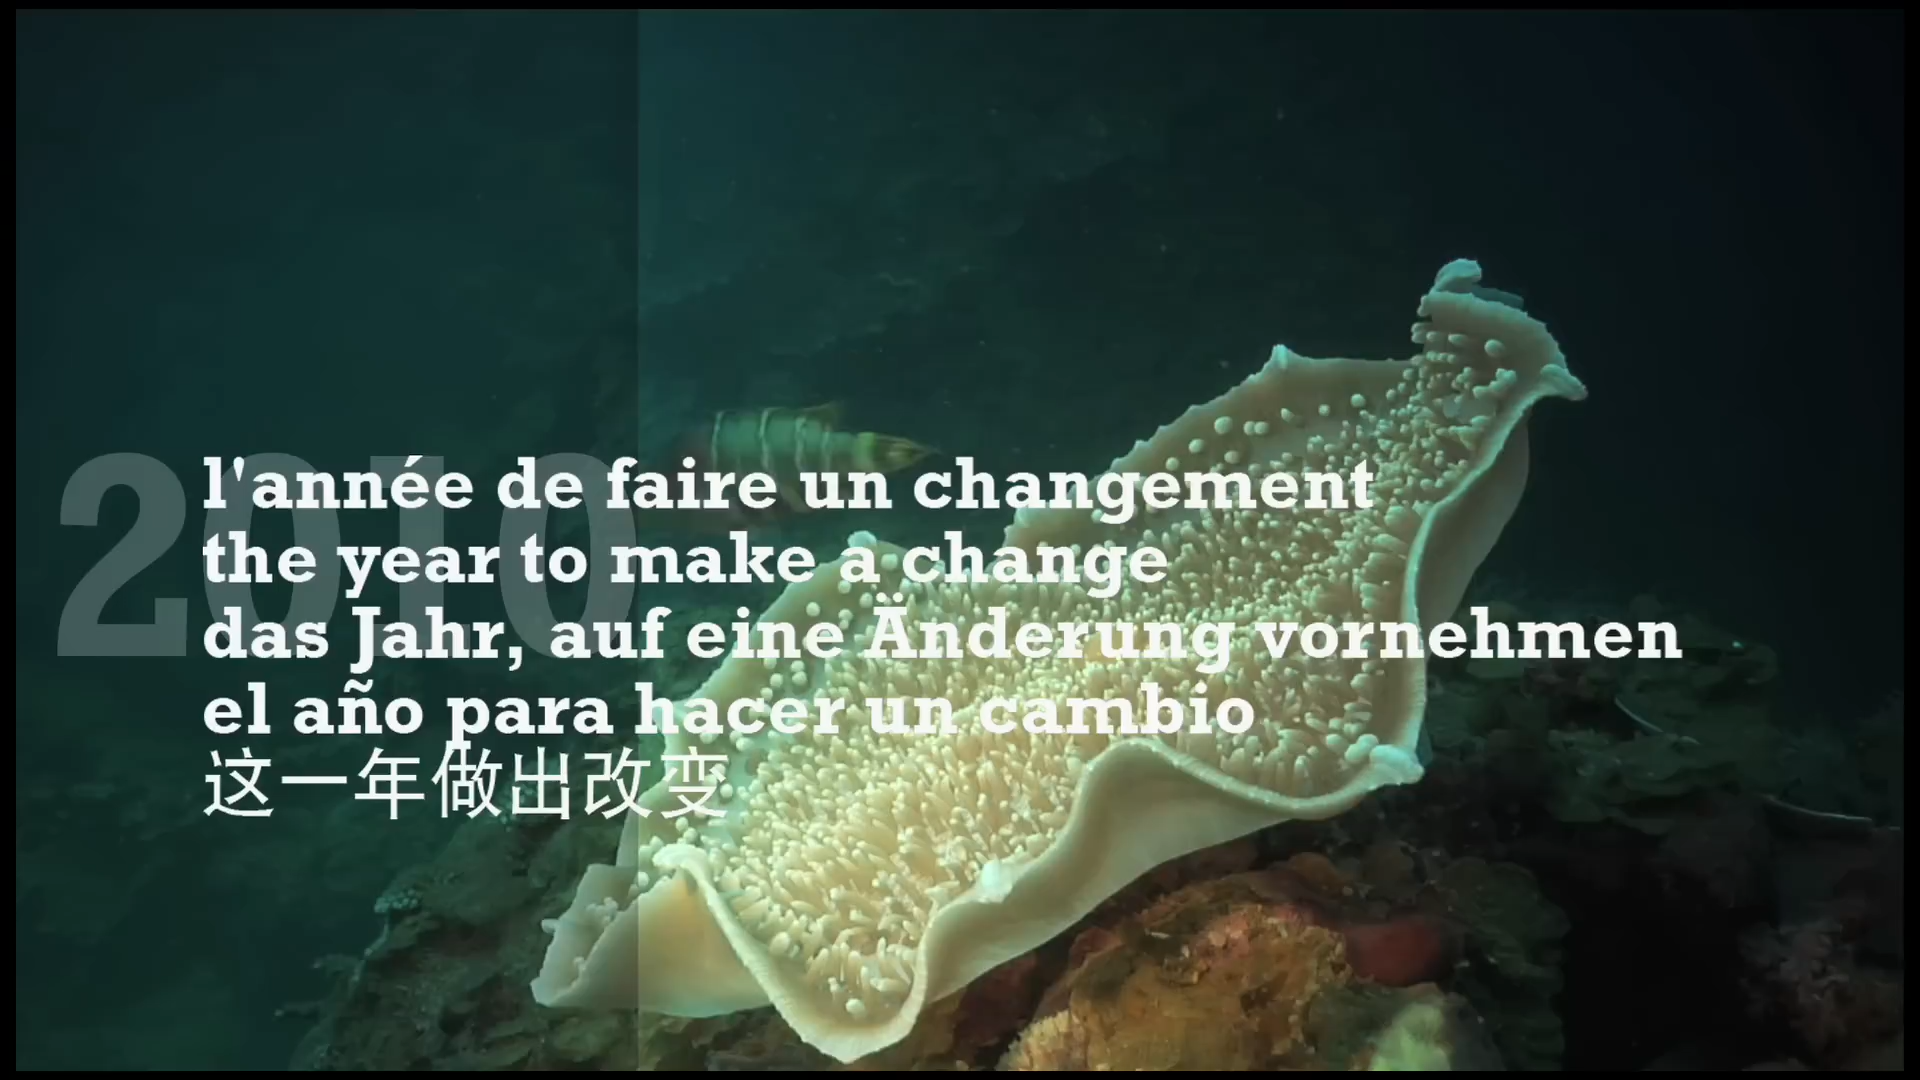 2010
l'année de faire un changement
the year to make a change
das Jahr, auf eine Änderung vornehmen
el año para hacer un cambio
这一年做出改变